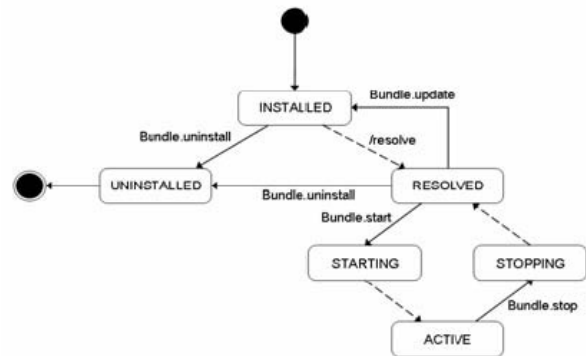 Bundle.update
INSTALLED
Bundle.uninstall
/resolve
UNINSTALLED
Bundle.uninstall
RESOLVED
Bundle.start
STARTING
STOPPING
Bundle.stop
ACTIVE